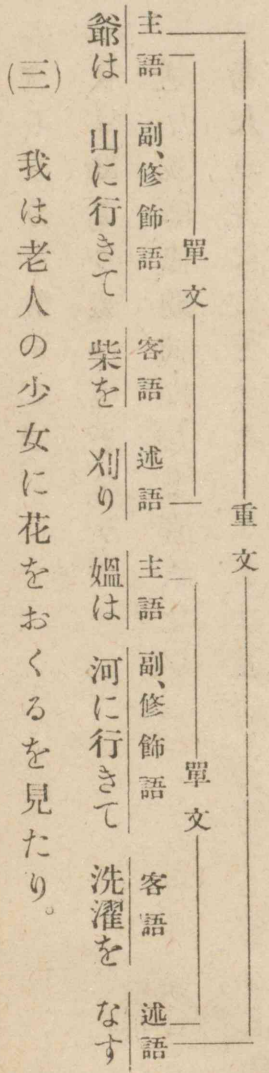 重文
單文 單文
主語 副、修飾語 客語 述語 主語 副、修飾語 客語 述語
爺は 山に行きて 柴を 刈り 媼は 河に行きて 洗濯を なす
(三) 我は老人の少女に花をおくるを見たり。